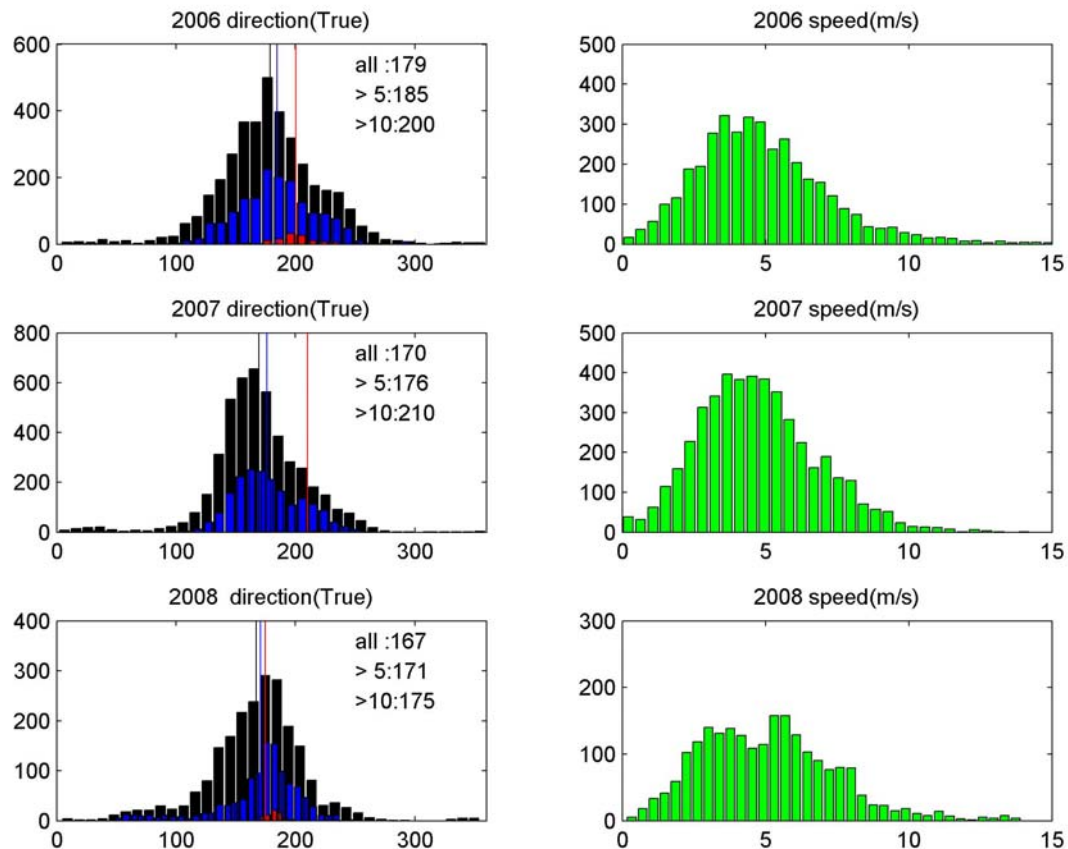 2006 direction(True)
600
400
200
0
0 100 200 300
all :179
> 5:185
>10:200
2006 speed(m/s)
500
400
300
200
100
0
0 5 10 15
2007 direction(True)
800
600
400
200
0
0 100 200 300
all :170
> 5:176
>10:210
2007 speed(m/s)
500
400
300
200
100
0
0 5 10 15
2008  direction(True)
400
300
200
100
0
0 100 200 300
all :167
> 5:171
>10:175
2008 speed(m/s)
300
200
100
0
0 5 10 15